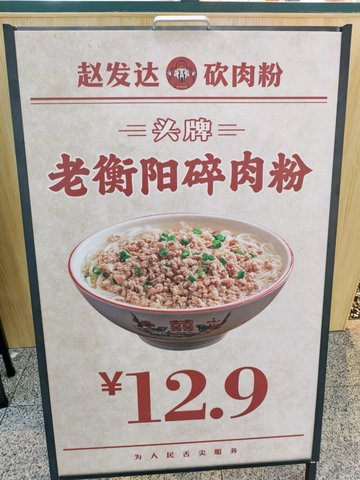 赵发达 砍肉粉
头牌
老衡阳碎肉粉
囍
¥12.9
为人民舌尖服务